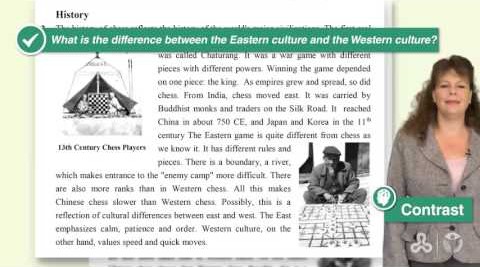 History
What is the difference between the Eastern culture and the Western culture?
was called Chaturang. It was a war game with different
pieces with different powers. Winning the game depended
on one piece: the king. As empires grew and spread, so did
chess. From India, chess moved east. It was carried by
Buddhist monks and traders on the Silk Road. It reached
China in about 750 CE, and Japan and Korea in the 11th
century The Eastern game is quite different from chess as
13th Century Chess Players
we know it. It has different rules and
pieces. There is a boundary, a river,
which makes entrance to the "enemy camp" more difficult. There
are also more ranks than in Western chess. All this makes
Chinese chess slower than Western chess. Possibly, this is a
reflection of cultural differences between east and west. The East
emphasizes calm, patience and order. Western culture, on the
other hand, values speed and quick moves.
Contrast